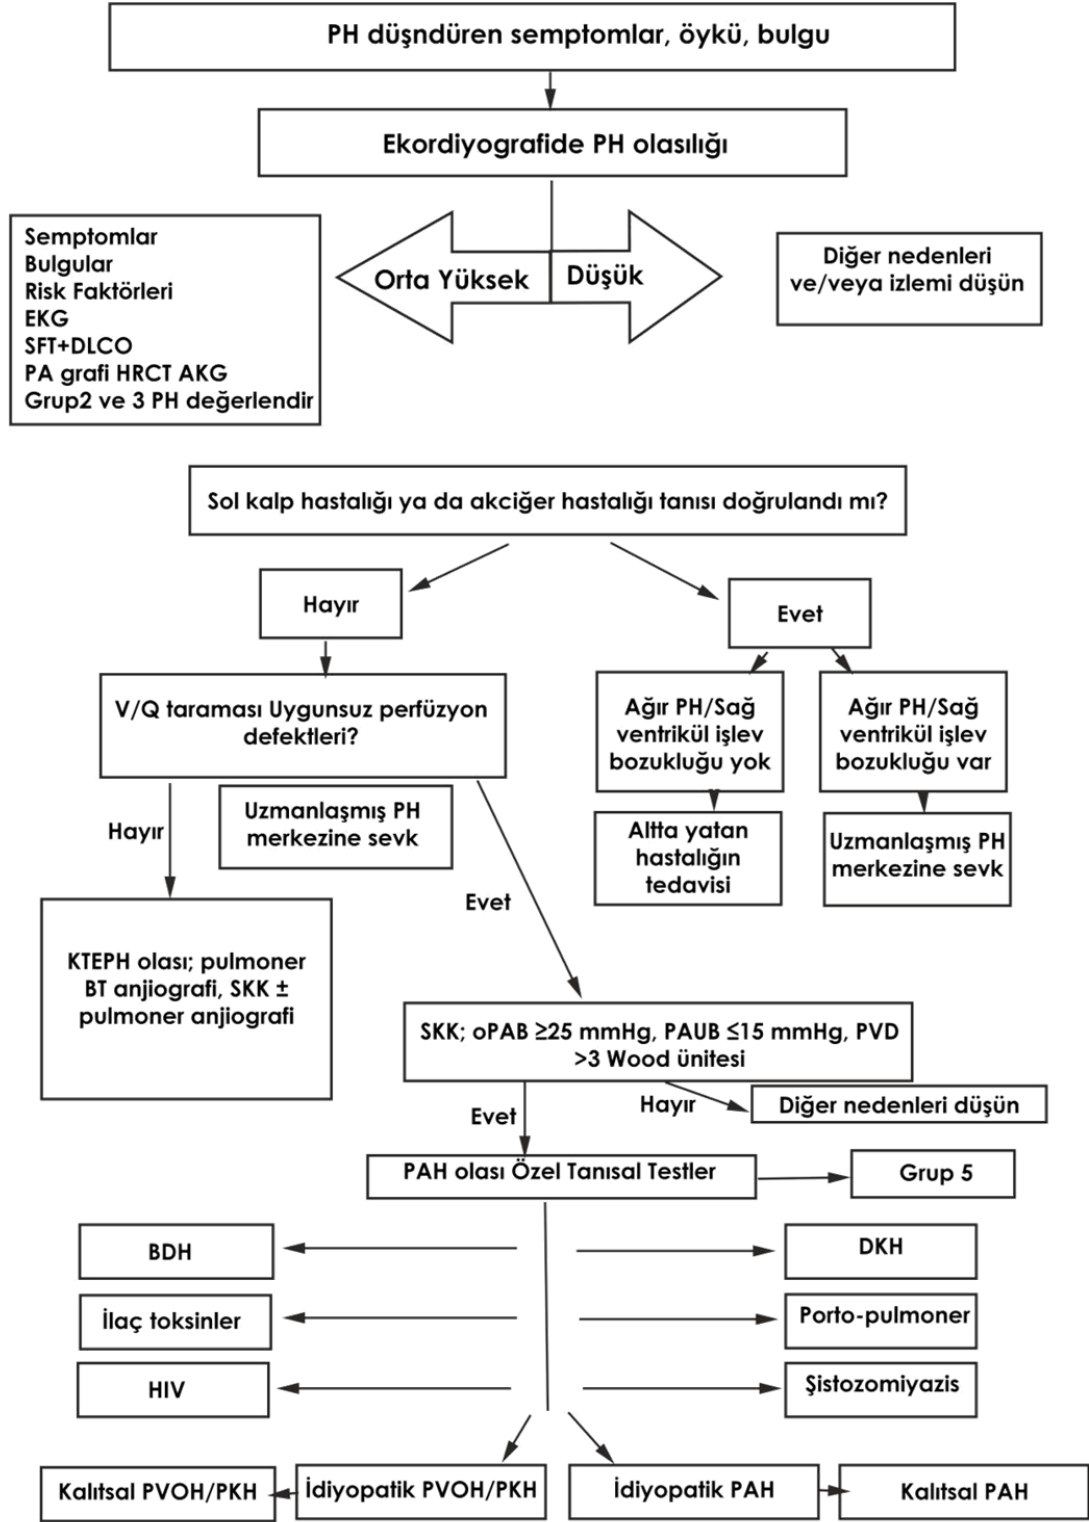 PH düşndüren semptomlar, öykü, bulgu
Ekordiyografide PH olasılığı
Semptomlar
Bulgular
Risk Faktörleri
EKG
SFT+DLCO
PA grafi HRCT AKG
Grup2 ve 3 PH değerlendir
Orta Yüksek
Düşük
Diğer nedenleri
ve/veya izlemi düşün
Sol kalp hastalığı ya da akciğer hastalığı tanısı doğrulandı mı?
Hayır
Evet
V/Q taraması Uygunsuz perfüzyon
defektleri?
Ağır PH/Sağ
ventrikül işlev
bozukluğu yok
Ağır PH/Sağ
ventrikül işlev
bozukluğu var
Hayır
Uzmanlaşmış PH
merkezine sevk
Evet
Altta yatan
hastalığın
tedavisi
Uzmanlaşmış PH
merkezine sevk
KTEPH olası; pulmoner
BT anjiografi, SKK ±
pulmoner anjiografi
SKK; oPAB ≥25 mmHg, PAUB ≤15 mmHg, PVD
>3 Wood ünitesi
Evet
Hayır
Diğer nedenleri düşün
PAH olası Özel Tanısal Testler
Grup 5
BDH
DKH
İlaç toksinler
Porto-pulmoner
HIV
Şistozomiyazis
Kalıtsal PVOH/PKH
İdiyopatik PVOH/PKH
İdiyopatik PAH
Kalıtsal PAH